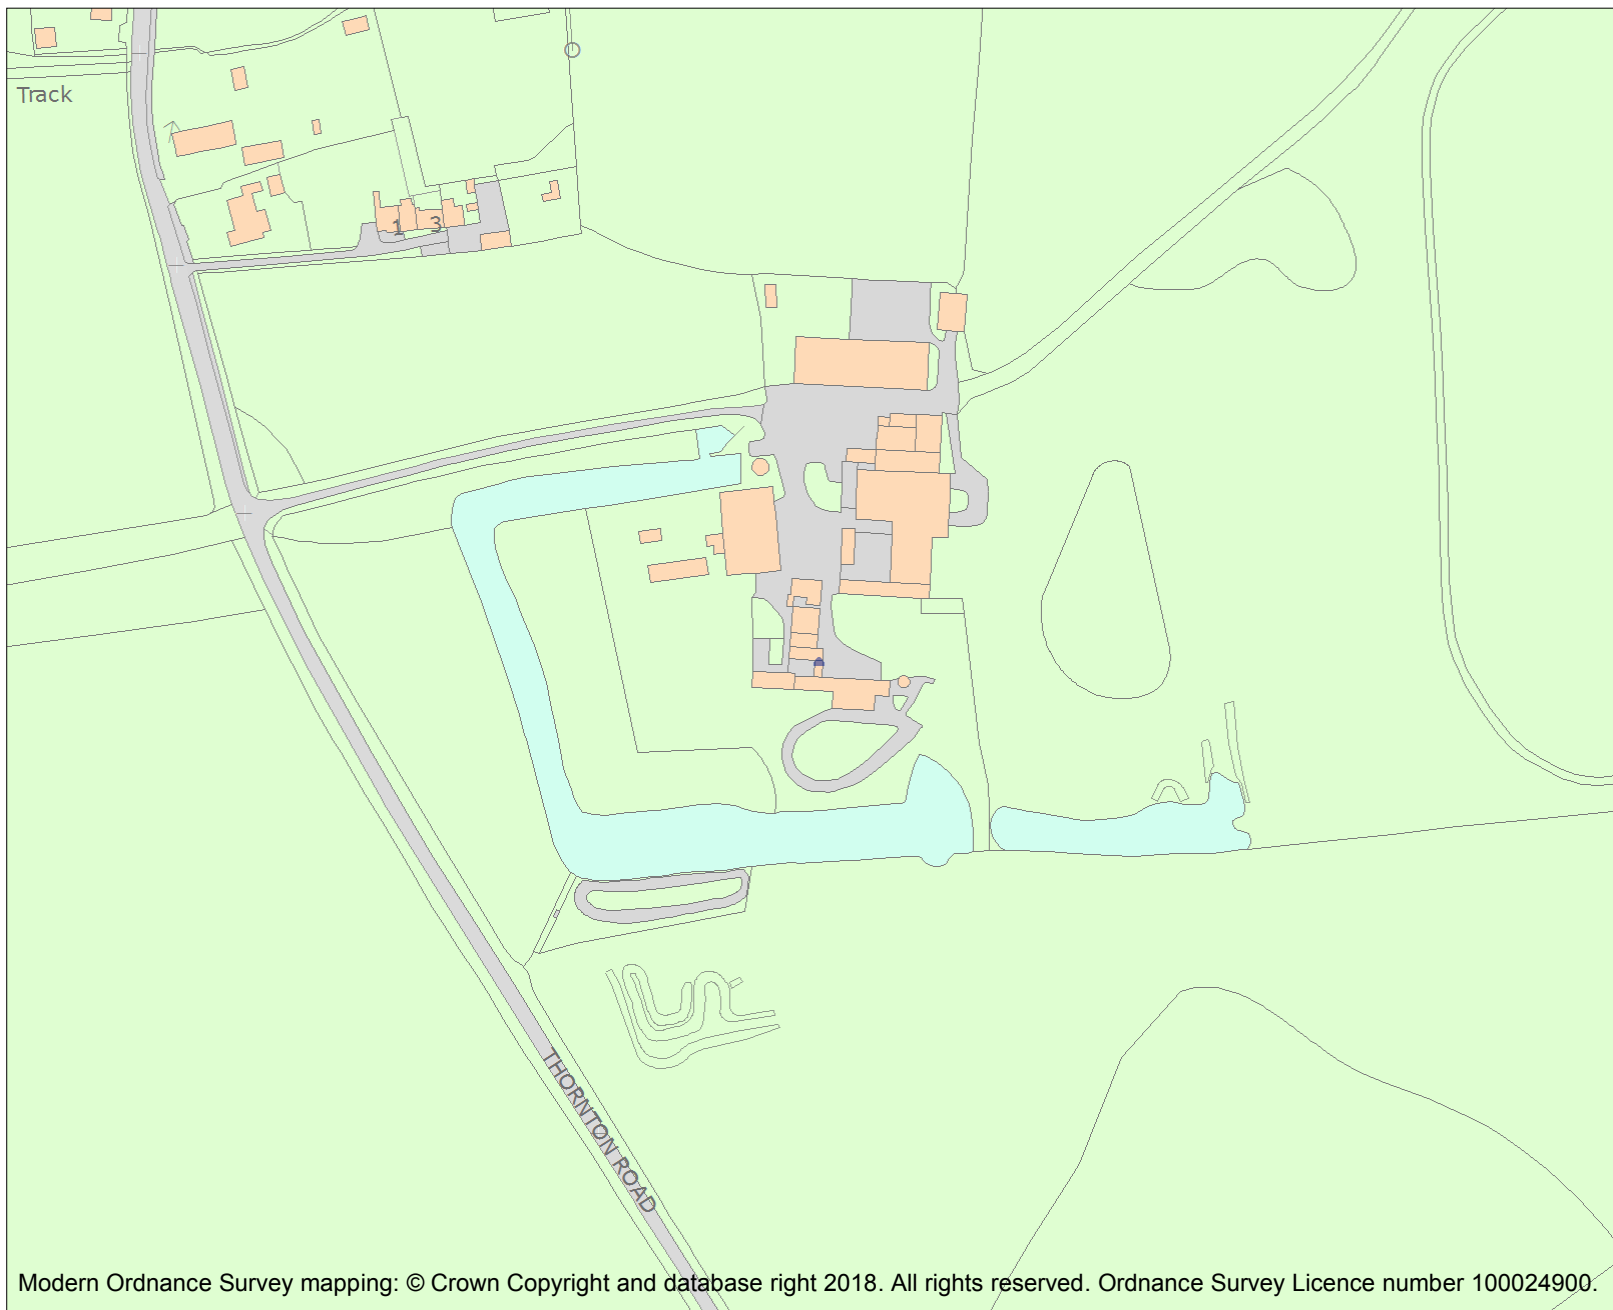 Track
1
3
THORNTON ROAD
Modern Ordnance Survey mapping: © Crown Copyright and database right 2018. All rights reserved. Ordnance Survey Licence number 100024900.